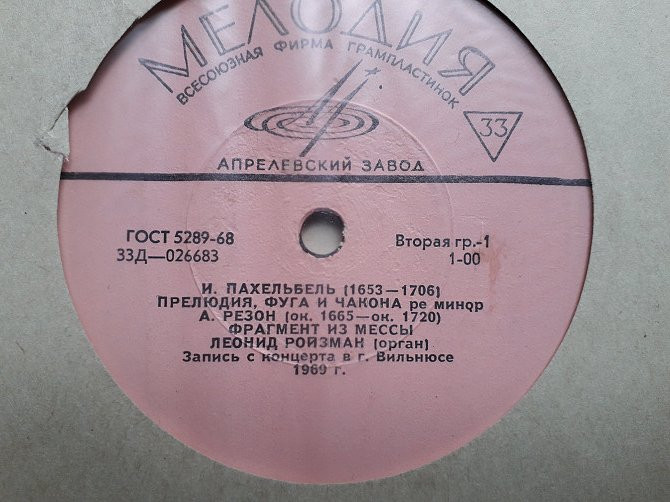 МЕЛОДИЯ
ВСЕСОЮЗНАЯ ФИРМА ГРАМПЛАСТИНОК
33
АПРЕЛЕВСКИЙ ЗАВОД
ГОСТ 5289-68
Вторая гр.-1
33Д—026683
1-00
И. ПАХЕЛЬБЕЛЬ (1653—1706)
ПРЕЛЮДИЯ, ФУГА И ЧАКОНА ре минор
А. РЕЗОН (ок. 1665—ок. 1720)
ФРАГМЕНТ ИЗ МЕССЫ
ЛЕОНИД РОЙЗМАН (орган)
Запись с концерта в г. Вильнюсе
1969 г.